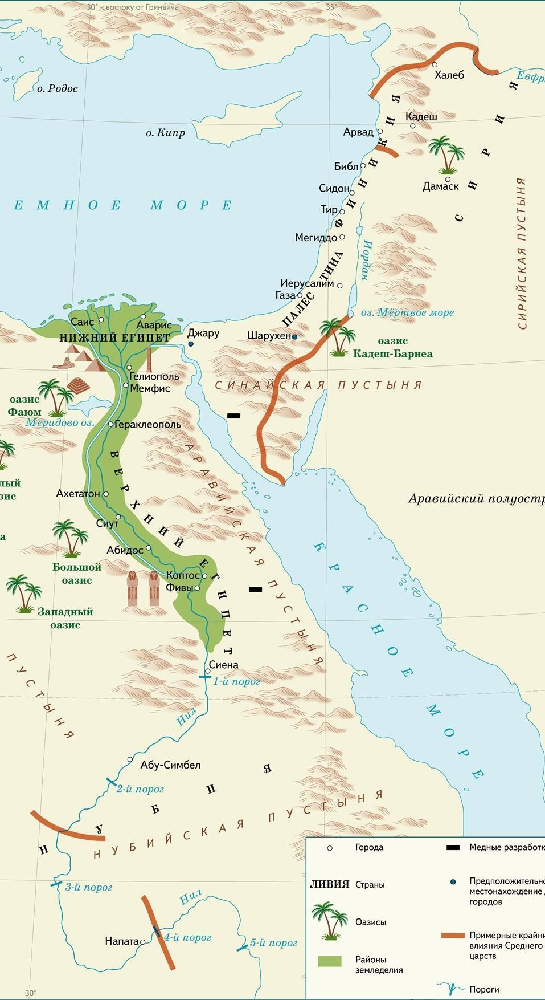 30° к востоку от Гринвича
35°
Халеб
о. Родос
Кадеш
о. Кипр
Арвад
ФИНИКИЯ
Библ
СИРИЯ
Сидон
Дамаск
ЕМНОЕ МОРЕ
Тир
Мегиддо
Иордан
СИРИЙСКАЯ ПУСТЫНЯ
Иерусалим
Газа
ПАЛЕСТИНА
оз. Мёртвое море
Саис
Аварис
НИЖНИЙ ЕГИПЕТ
Джару
Шарухен
оазис
Кадеш-Барнеа
Гелиополь
Мемфис
СИНАЙСКАЯ ПУСТЫНЯ
оазис
Фаюм
Меридово оз.
Гераклеополь
ВЕРХНИЙ ЕГИПЕТ
АРАВИЙСКАЯ ПУСТЫНЯ
Ахетатон
Аравийский полуостр
Сиут
КРАСНОЕ МОРЕ
Абидос
Большой
оазис
Коптос
Фивы
Западный
оазис
ПУСТЫНЯ
Сиена
1-й порог
Нил
Абу-Симбел
2-й порог
НУБИЯ
НУБИЙСКАЯ ПУСТЫНЯ
3-й порог
Нил
Напата
4-й порог
5-й порог
30°
Города
ЛИВИЯ Страны
Оазисы
Районы
земледелия
Медные разработк
Предположительно
местонахождение
городов
Примерные крайн
влияния Среднего
царств
Пороги